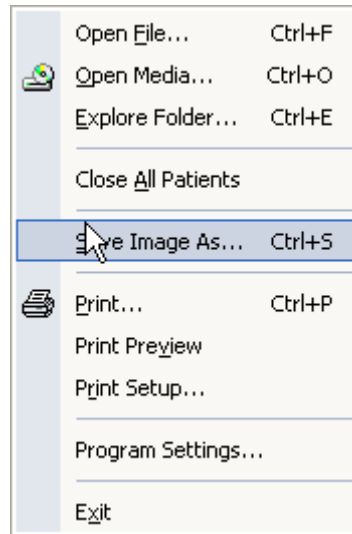 Open File... Ctrl+F
Open Media... Ctrl+O
Explore Folder... Ctrl+E
Close All Patients
Save Image As... Ctrl+S
Print... Ctrl+P
Print Preview
Print Setup...
Program Settings...
Exit